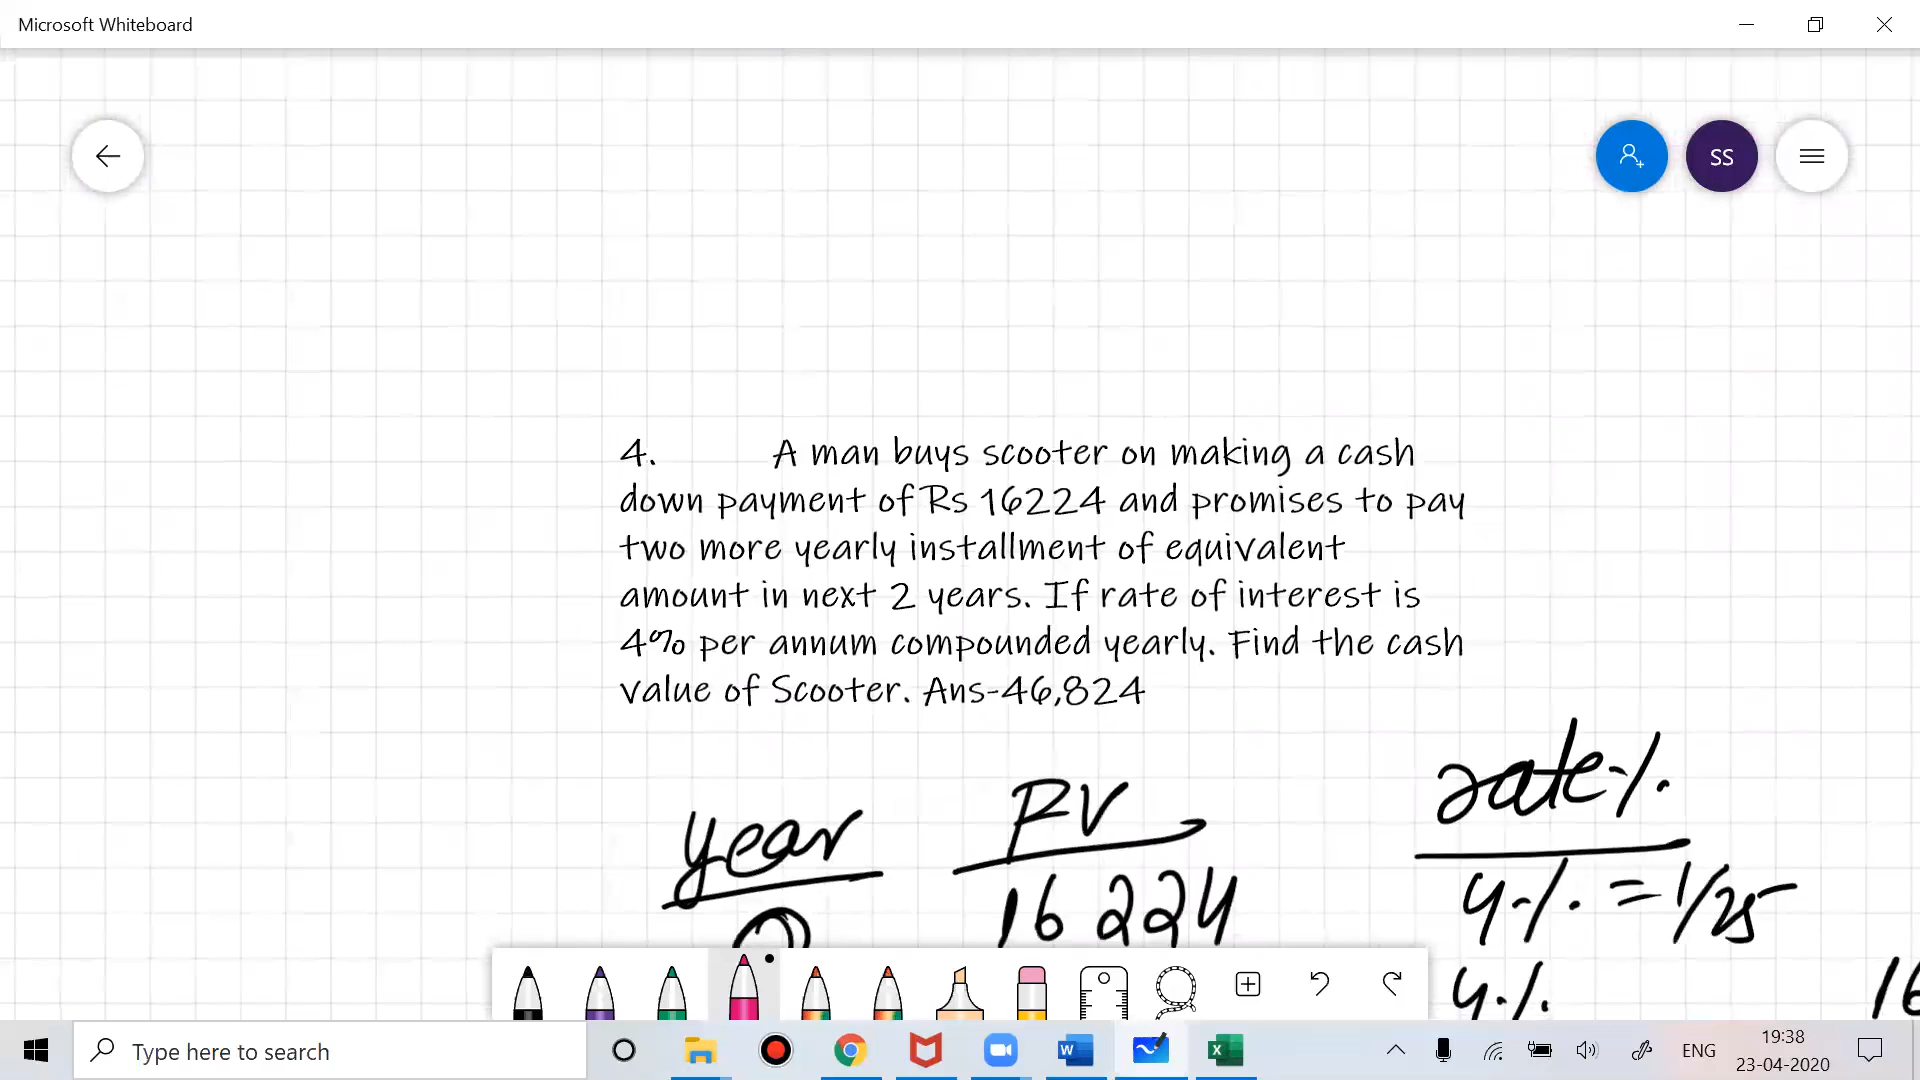 Microsoft Whiteboard
SS
4. A man buys scooter on making a cash
down payment of Rs 16224 and promises to pay
two more yearly installment of equivalent
amount in next 2 years. If rate of interest is
4% per annum compounded yearly. Find the cash
value of Scooter. Ans-46,824
year FV rate%
0 16224 4% = 1/25
4% 16
Type here to search
ENG
19:38
23-04-2020